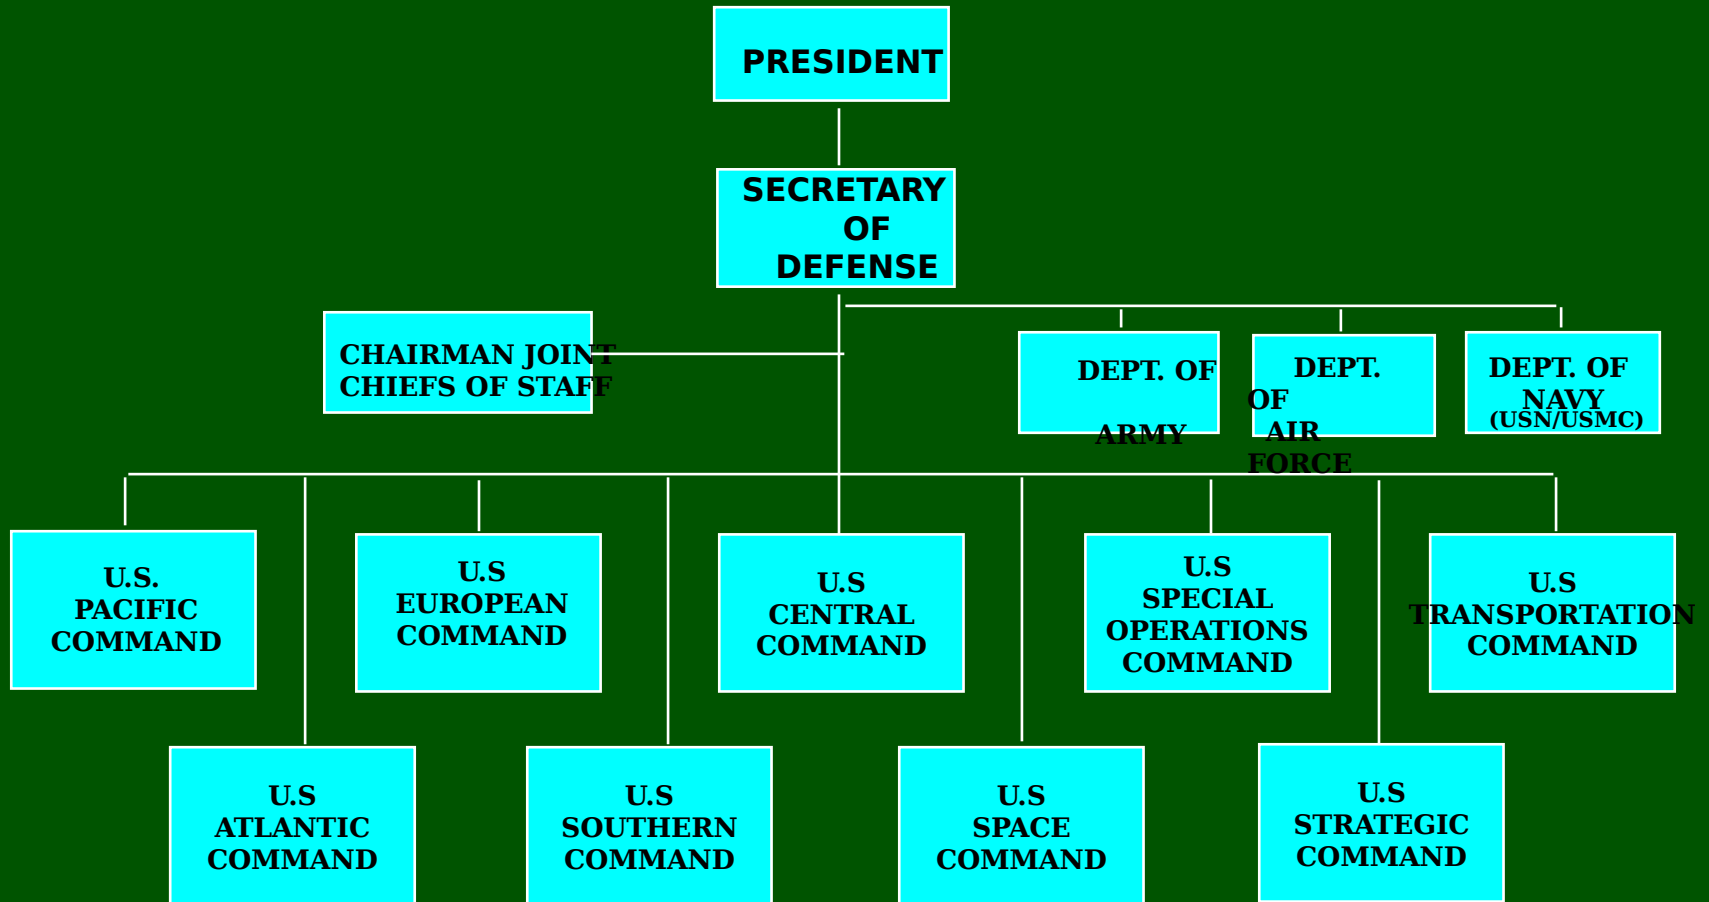 PRESIDENT
SECRETARY
OF
DEFENSE
CHAIRMAN JOINT
CHIEFS OF STAFF
DEPT. OF
ARMY
DEPT.
OF
AIR
FORCE
DEPT. OF
NAVY
(USN/USMC)
U.S.
PACIFIC
COMMAND
U.S
EUROPEAN
COMMAND
U.S
CENTRAL
COMMAND
U.S
SPECIAL
OPERATIONS
COMMAND
U.S
TRANSPORTATION
COMMAND
U.S
ATLANTIC
COMMAND
U.S
SOUTHERN
COMMAND
U.S
SPACE
COMMAND
U.S
STRATEGIC
COMMAND